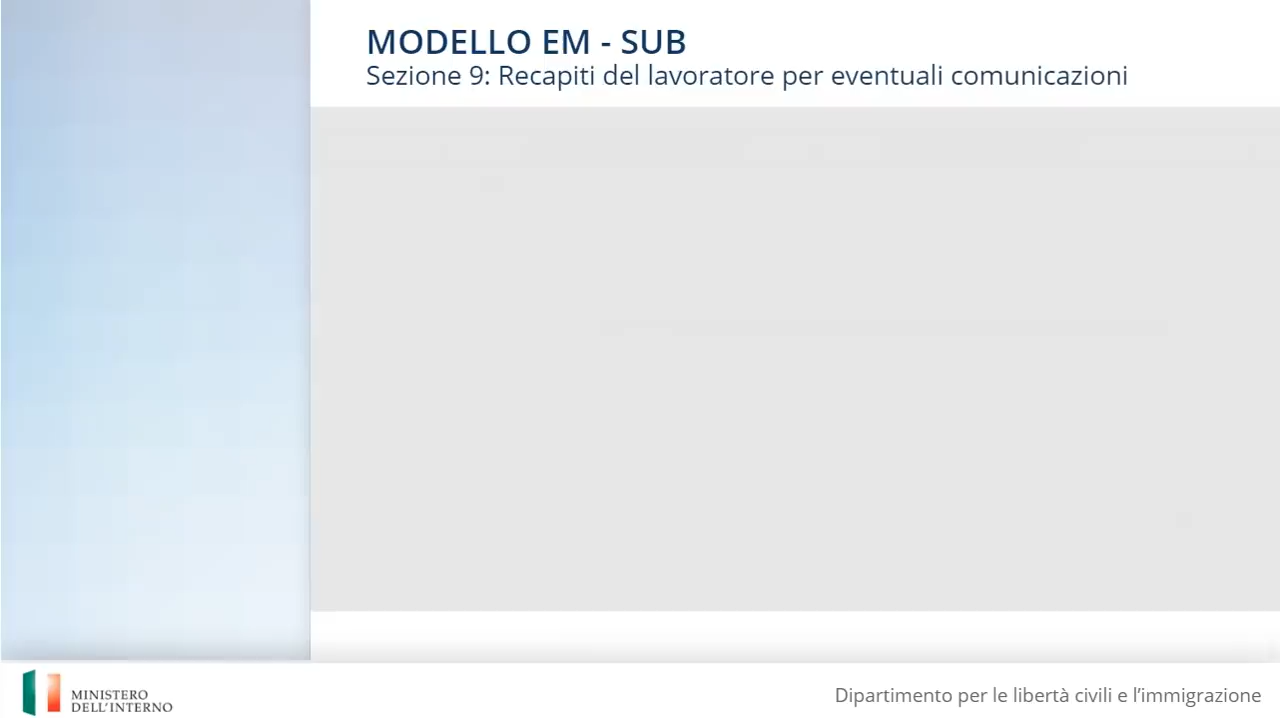 MODELLO EM - SUB
Sezione 9: Recapiti del lavoratore per eventuali comunicazioni
MINISTERO
DELL'INTERNO
Dipartimento per le libertà civili e l’immigrazione